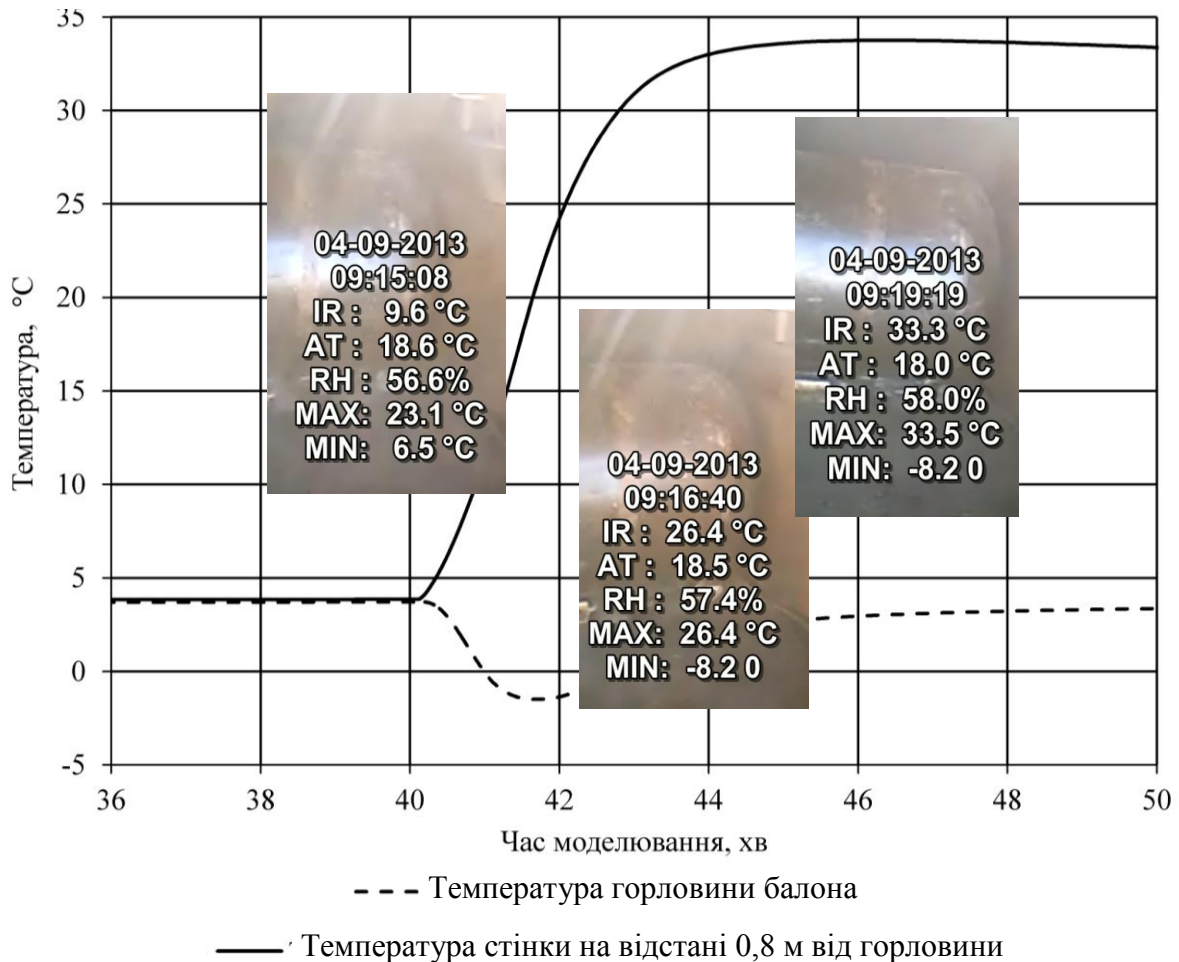 35
30
25
20
15
10
5
0
-5
Температура, °С
04-09-2013
09:15:08
IR : 9.6 °C
AT : 18.6 °C
RH : 56.6%
MAX: 23.1 °C
MIN: 6.5 °C
04-09-2013
09:16:40
IR : 26.4 °C
AT : 18.5 °C
RH : 57.4%
MAX: 26.4 °C
MIN: -8.2 0
04-09-2013
09:19:19
IR : 33.3 °C
AT : 18.0 °C
RH : 58.0%
MAX: 33.5 °C
MIN: -8.2 0
36 38 40 42 44 46 48 50
Час моделювання, хв
Температура горловини балона
Температура стінки на відстані 0,8 м від горловини